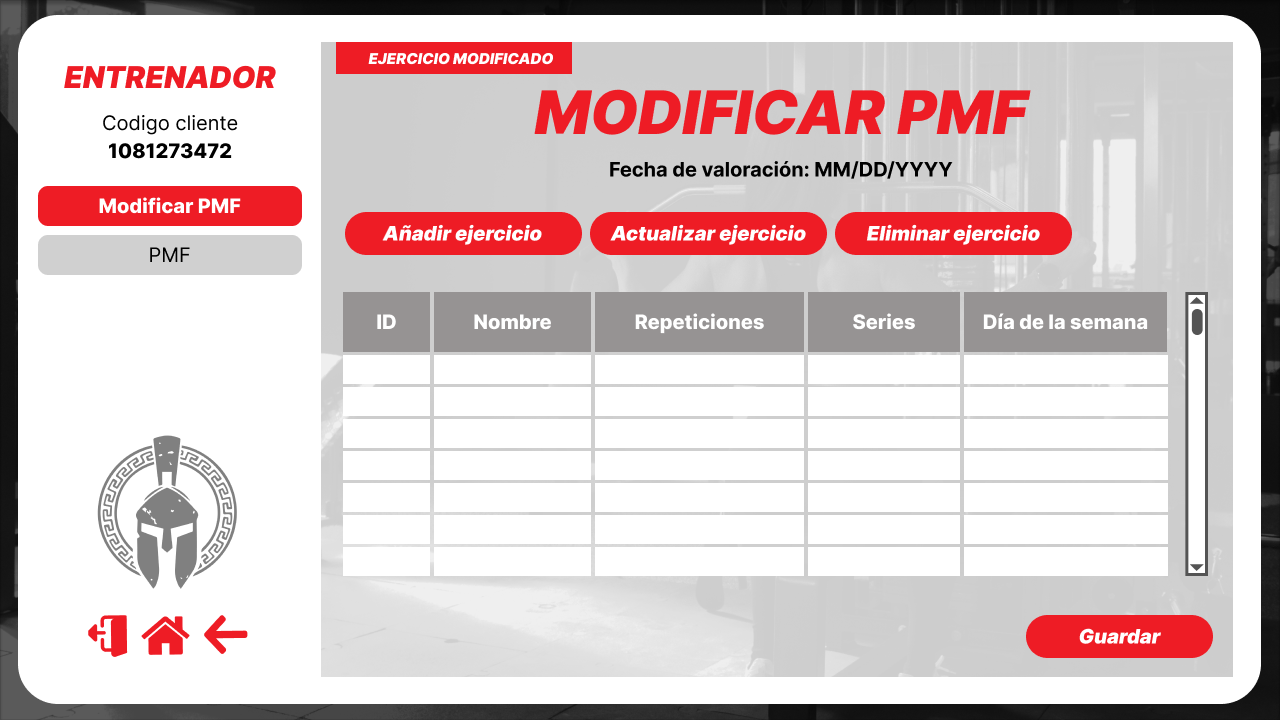 ENTRENADOR
Codigo cliente
1081273472
Modificar PMF
PMF
EJERCICIO MODIFICADO
MODIFICAR PMF
Fecha de valoración: MM/DD/YYYY
Añadir ejercicio
Actualizar ejercicio
Eliminar ejercicio
ID
Nombre
Repeticiones
Series
Día de la semana
Guardar